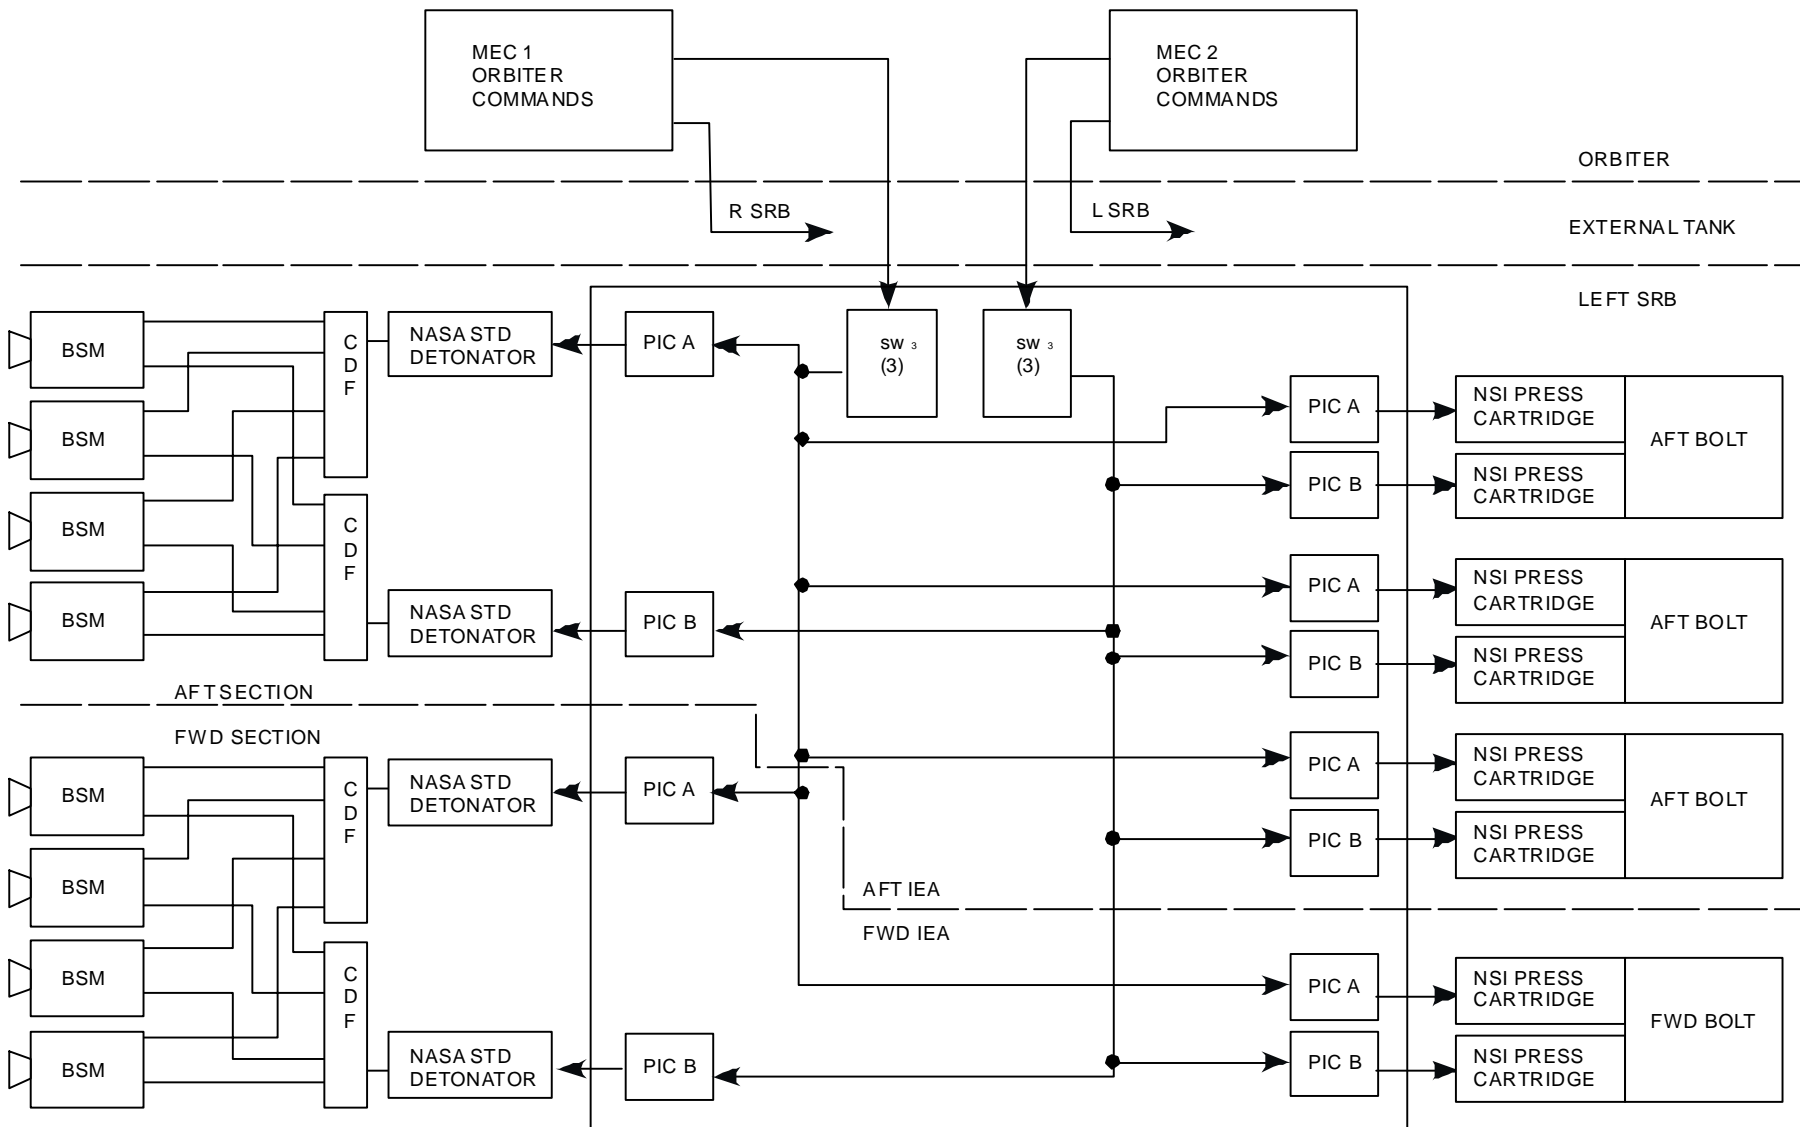 MEC 1
ORBITER
COMMANDS
MEC 2
ORBITER
COMMANDS
ORBITER
R SRB
L SRB
EXTERNAL TANK
LEFT SRB
BSM
BSM
BSM
BSM
C
D
F
C
D
F
NASA STD
DETONATOR
NASA STD
DETONATOR
PIC A
PIC B
SW 3
(3)
SW 3
(3)
PIC A
NSI PRESS
CARTRIDGE
PIC B
NSI PRESS
CARTRIDGE
AFT BOLT
PIC A
NSI PRESS
CARTRIDGE
PIC B
NSI PRESS
CARTRIDGE
AFT BOLT
AFT SECTION
FWD SECTION
BSM
BSM
BSM
BSM
C
D
F
C
D
F
NASA STD
DETONATOR
NASA STD
DETONATOR
PIC A
PIC B
PIC A
NSI PRESS
CARTRIDGE
PIC B
NSI PRESS
CARTRIDGE
AFT BOLT
AFT IEA
FWD IEA
PIC A
NSI PRESS
CARTRIDGE
PIC B
NSI PRESS
CARTRIDGE
FWD BOLT